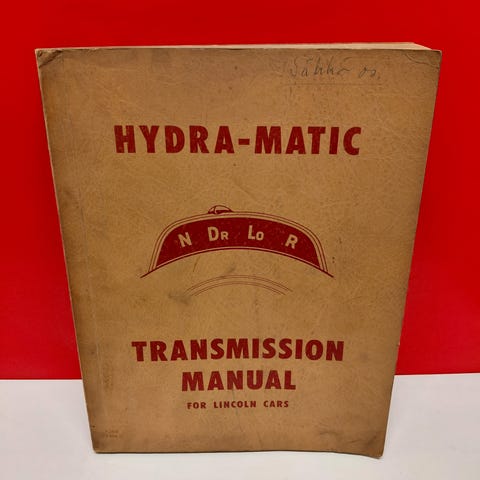 HYDRA-MATIC
N DR LO R
TRANSMISSION
MANUAL
FOR LINCOLN CARS